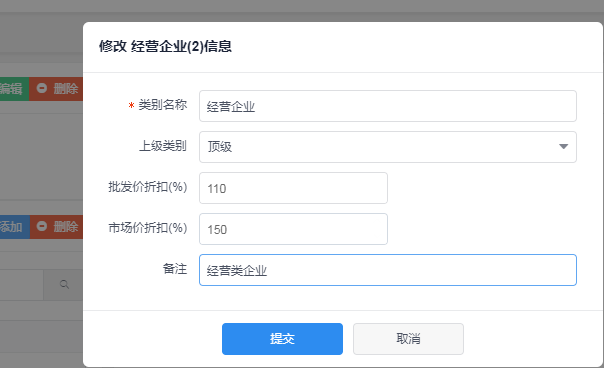 修改 经营企业(2)信息
编辑 删除
* 类别名称 经营企业
上级类别 顶级
批发价折扣(%) 110
添加 删除
市场价折扣(%) 150
备注 经营类企业
提交 取消